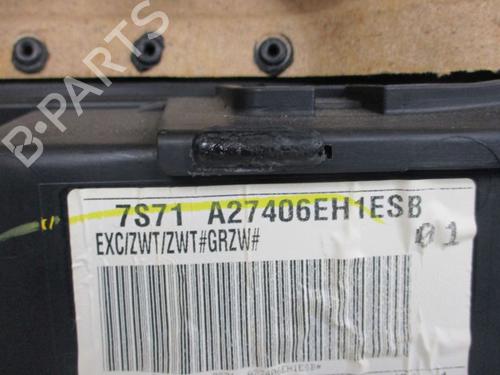 B-PARTS
7S71 A27406EH1ESB
EXC/ZWT/ZWT#GRZW#
01